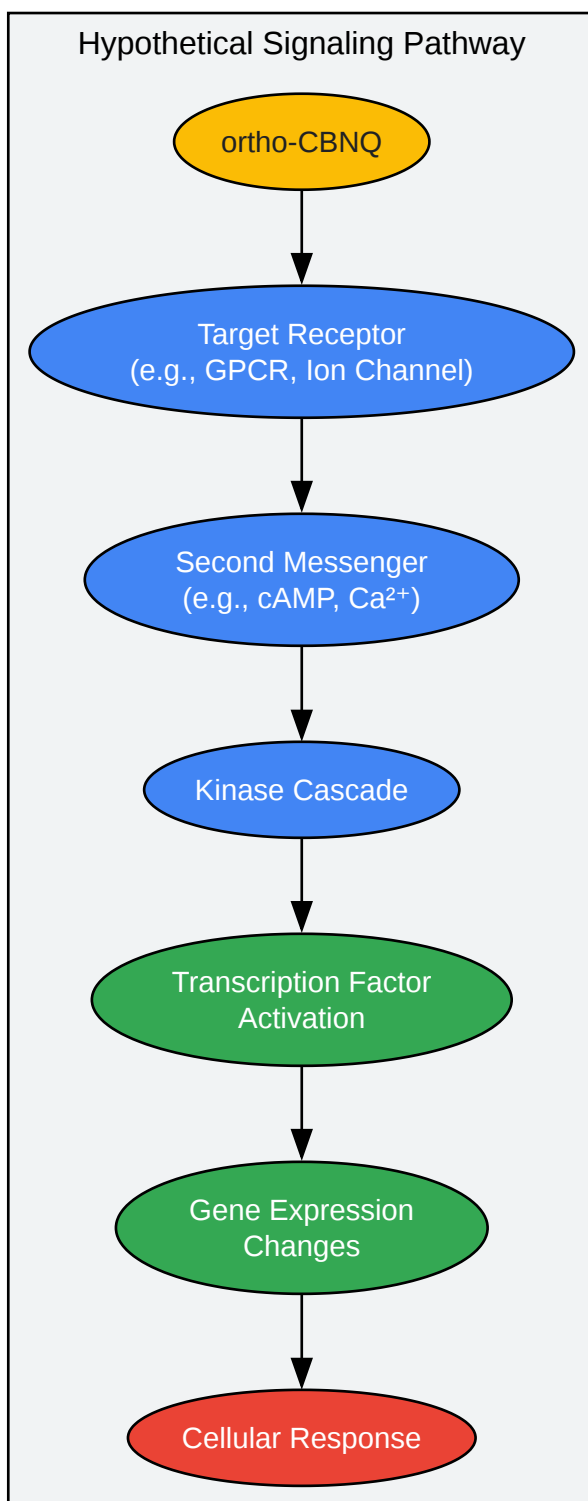 Hypothetical Signaling Pathway
ortho-CBNQ
Target Receptor
(e.g., GPCR, Ion Channel)
Second Messenger
(e.g., cAMP, Ca²⁺)
Kinase Cascade
Transcription Factor
Activation
Gene Expression
Changes
Cellular Response